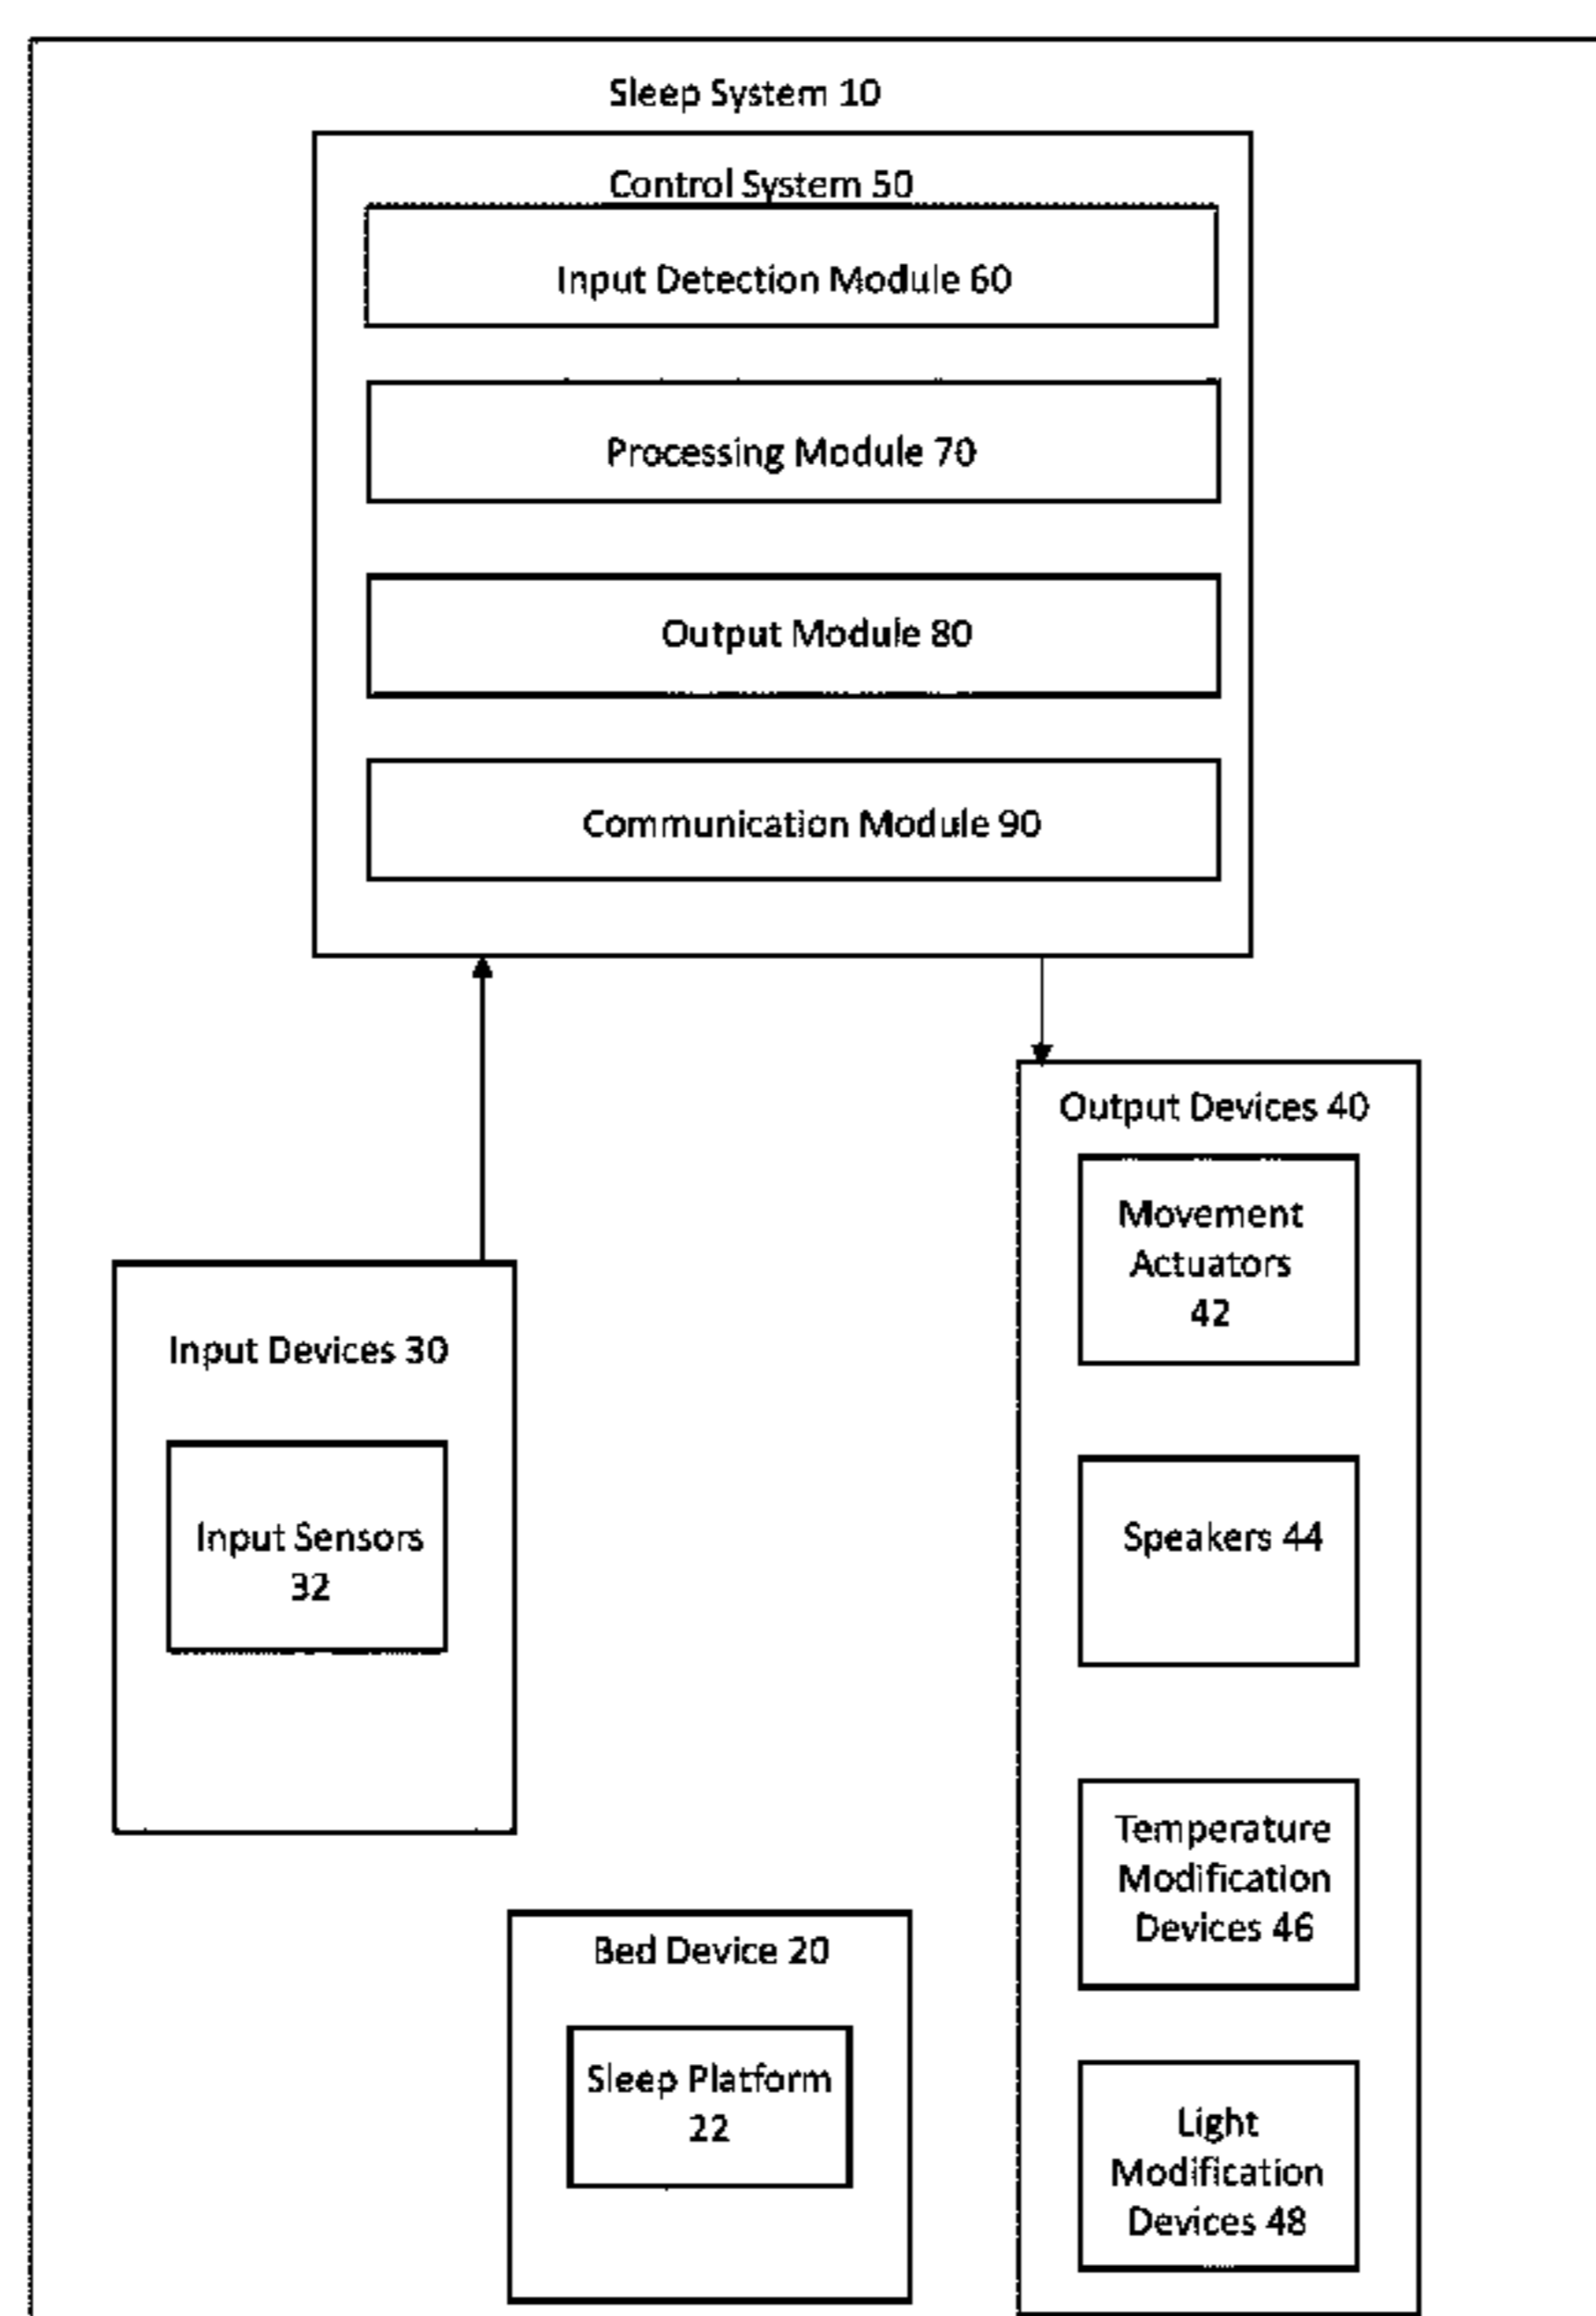 Sleep System 10
Control System 50
Input Detection Module 60
Processing Module 70
Output Module 80
Communication Module 90
Input Devices 30
Input Sensors
32
Bed Device 20
Sleep Platform
22
Output Devices 40
Movement
Actuators
42
Speakers 44
Temperature
Modification
Devices 46
Light
Modification
Devices 48